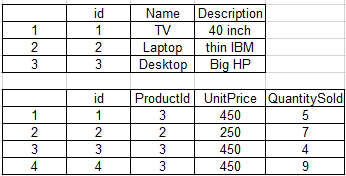 id Name Description
1 1 TV 40 inch
2 2 Laptop thin IBM
3 3 Desktop Big HP
id ProductId UnitPrice QuantitySold
1 1 3 450 5
2 2 2 250 7
3 3 3 450 4
4 4 3 450 9